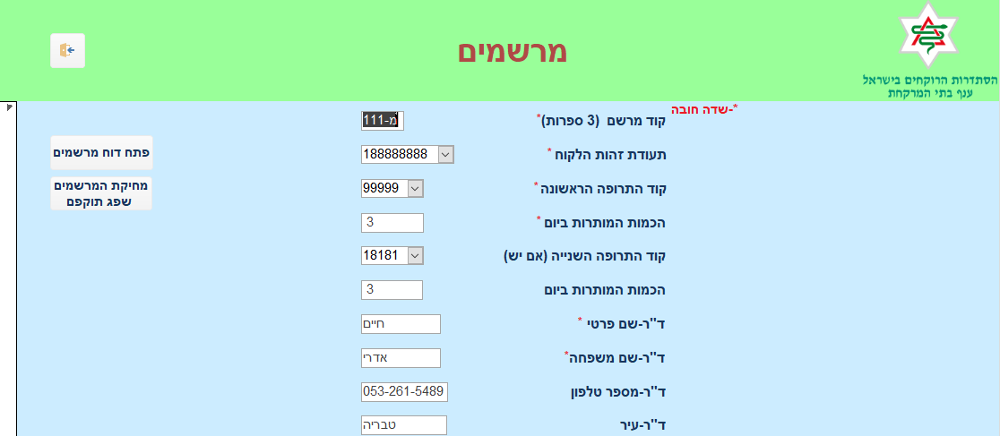 מרשמים
הסתדרות הרוקחים בישראל
ענף בתי המרקחת
*-שדה חובה
קוד מרשם (3 ספרות)* מ-111
תעודת זהות הלקוח * 188888888
קוד התרופה הראשונה * 99999
הכמות המותרות ביום * 3
קוד התרופה השנייה (אם יש) 18181
הכמות המותרות ביום 3
ד"ר-שם פרטי * חיים
ד"ר-שם משפחה* אדרי
ד"ר-מספר טלפון 053-261-5489
ד"ר-עיר טבריה
פתח דוח מרשמים
מחיקת המרשמים
שפג תוקפם